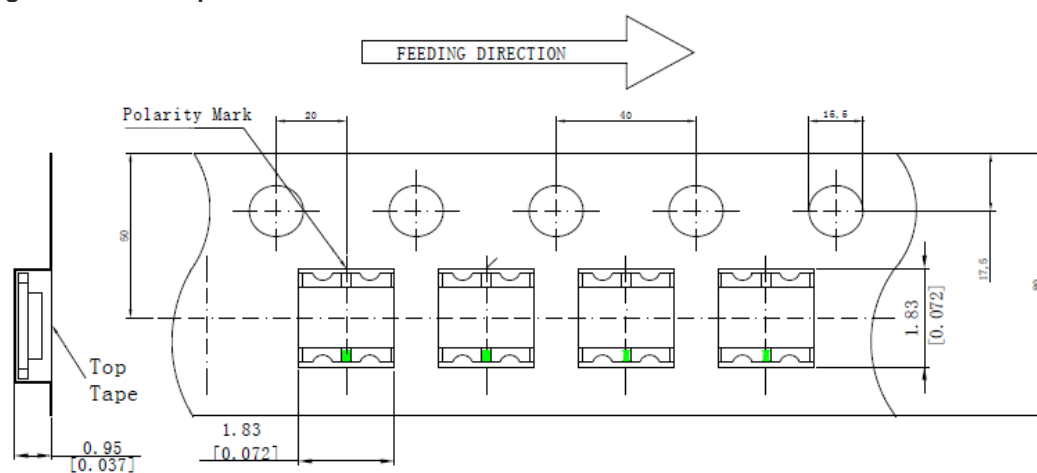 FEEDING DIRECTION
Polarity Mark
20
40
15,5
50
17,5
1.83
[0.072]
Top
Tape
0.95
[0.037]
1.83
[0.072]